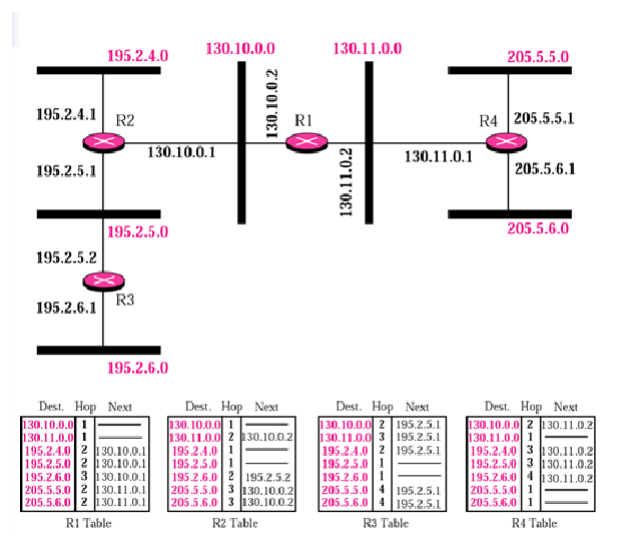 195.2.4.0 130.10.0.0 130.11.0.0 205.5.5.0
195.2.4.1 R2 130.10.0.2 R1 R4 205.5.5.1
130.10.0.1 130.11.0.1
195.2.5.1 130.11.0.2 205.5.6.1
195.2.5.0 205.5.6.0
195.2.5.2
195.2.6.1 R3
195.2.6.0
Dest. Hop Next
130.10.0.0 1
130.11.0.0 1
195.2.4.0 2 130.10.0.1
195.2.5.0 2 130.10.0.1
195.2.6.0 3 130.10.0.1
205.5.5.0 2 130.11.0.1
205.5.6.0 2 130.11.0.1
R1 Table
Dest. Hop Next
130.10.0.0 1
130.11.0.0 2 130.10.0.2
195.2.4.0 1
195.2.5.0 1
195.2.6.0 2 195.2.5.2
205.5.5.0 3 130.10.0.2
205.5.6.0 3 130.10.0.2
R2 Table
Dest. Hop Next
130.10.0.0 2 195.2.5.1
130.11.0.0 3 195.2.5.1
195.2.4.0 2 195.2.5.1
195.2.5.0 1
195.2.6.0 1
205.5.5.0 4 195.2.5.1
205.5.6.0 4 195.2.5.1
R3 Table
Dest. Hop Next
130.10.0.0 2 130.11.0.2
130.11.0.0 1
195.2.4.0 3 130.11.0.2
195.2.5.0 3 130.11.0.2
195.2.6.0 4 130.11.0.2
205.5.5.0 1
205.5.6.0 1
R4 Table